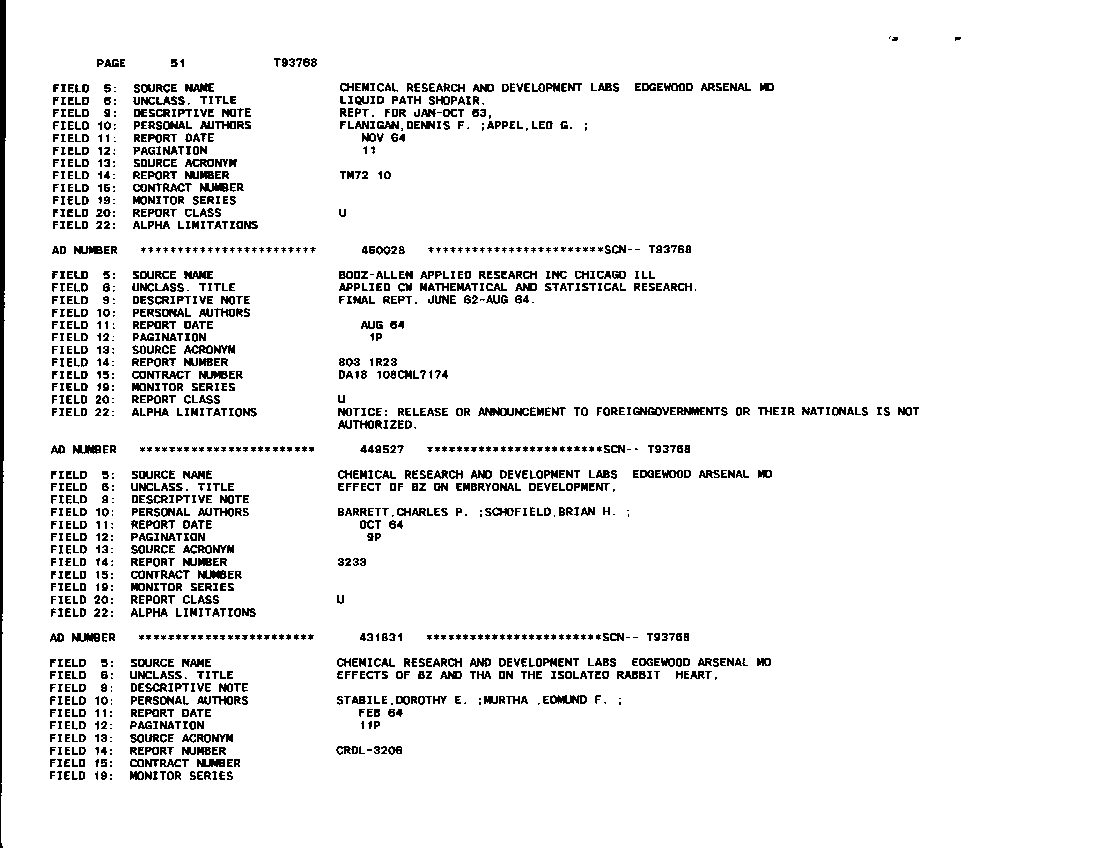 PAGE 51 T93768
FIELD 5: SOURCE NAME CHEMICAL RESEARCH AND DEVELOPMENT LABS EDGEWOOD ARSENAL MD
FIELD 6: UNCLASS. TITLE LIQUID PATH SHOPAIR.
FIELD 9: DESCRIPTIVE NOTE REPT. FOR JAN-OCT 63,
FIELD 10: PERSONAL AUTHORS FLANIGAN,DENNIS F. ;APPEL,LEO G. ;
FIELD 11: REPORT DATE NOV 64
FIELD 12: PAGINATION 11
FIELD 13: SOURCE ACRONYM
FIELD 14: REPORT NUMBER TM72 10
FIELD 15: CONTRACT NUMBER
FIELD 19: MONITOR SERIES
FIELD 20: REPORT CLASS U
FIELD 22: ALPHA LIMITATIONS
AD NUMBER ************************ 450028 ************************SCN-- T93768
FIELD 5: SOURCE NAME BOOZ-ALLEN APPLIED RESEARCH INC CHICAGO ILL
FIELD 6: UNCLASS. TITLE APPLIED CW MATHEMATICAL AND STATISTICAL RESEARCH.
FIELD 9: DESCRIPTIVE NOTE FINAL REPT. JUNE 62-AUG 64.
FIELD 10: PERSONAL AUTHORS
FIELD 11: REPORT DATE AUG 64
FIELD 12: PAGINATION 1P
FIELD 13: SOURCE ACRONYM
FIELD 14: REPORT NUMBER 803 1R23
FIELD 15: CONTRACT NUMBER DA18 108CML7174
FIELD 19: MONITOR SERIES
FIELD 20: REPORT CLASS U
FIELD 22: ALPHA LIMITATIONS NOTICE: RELEASE OR ANNOUNCEMENT TO FOREIGNGOVERNMENTS OR THEIR NATIONALS IS NOT
AUTHORIZED.
AD NUMBER ************************ 449527 ************************SCN-- T93768
FIELD 5: SOURCE NAME CHEMICAL RESEARCH AND DEVELOPMENT LABS EDGEWOOD ARSENAL MD
FIELD 6: UNCLASS. TITLE EFFECT OF BZ ON EMBRYONAL DEVELOPMENT,
FIELD 9: DESCRIPTIVE NOTE
FIELD 10: PERSONAL AUTHORS BARRETT,CHARLES P. ;SCHOFIELD,BRIAN H. ;
FIELD 11: REPORT DATE OCT 64
FIELD 12: PAGINATION 9P
FIELD 13: SOURCE ACRONYM
FIELD 14: REPORT NUMBER 3233
FIELD 15: CONTRACT NUMBER
FIELD 19: MONITOR SERIES
FIELD 20: REPORT CLASS U
FIELD 22: ALPHA LIMITATIONS
AD NUMBER ************************ 431831 ************************SCN-- T93768
FIELD 5: SOURCE NAME CHEMICAL RESEARCH AND DEVELOPMENT LABS EDGEWOOD ARSENAL MD
FIELD 6: UNCLASS. TITLE EFFECTS OF BZ AND THA ON THE ISOLATED RABBIT HEART,
FIELD 9: DESCRIPTIVE NOTE
FIELD 10: PERSONAL AUTHORS STABILE,DOROTHY E. ;MURTHA ,EDMUND F. ;
FIELD 11: REPORT DATE FEB 64
FIELD 12: PAGINATION 11P
FIELD 13: SOURCE ACRONYM
FIELD 14: REPORT NUMBER CRDL-3206
FIELD 15: CONTRACT NUMBER
FIELD 19: MONITOR SERIES